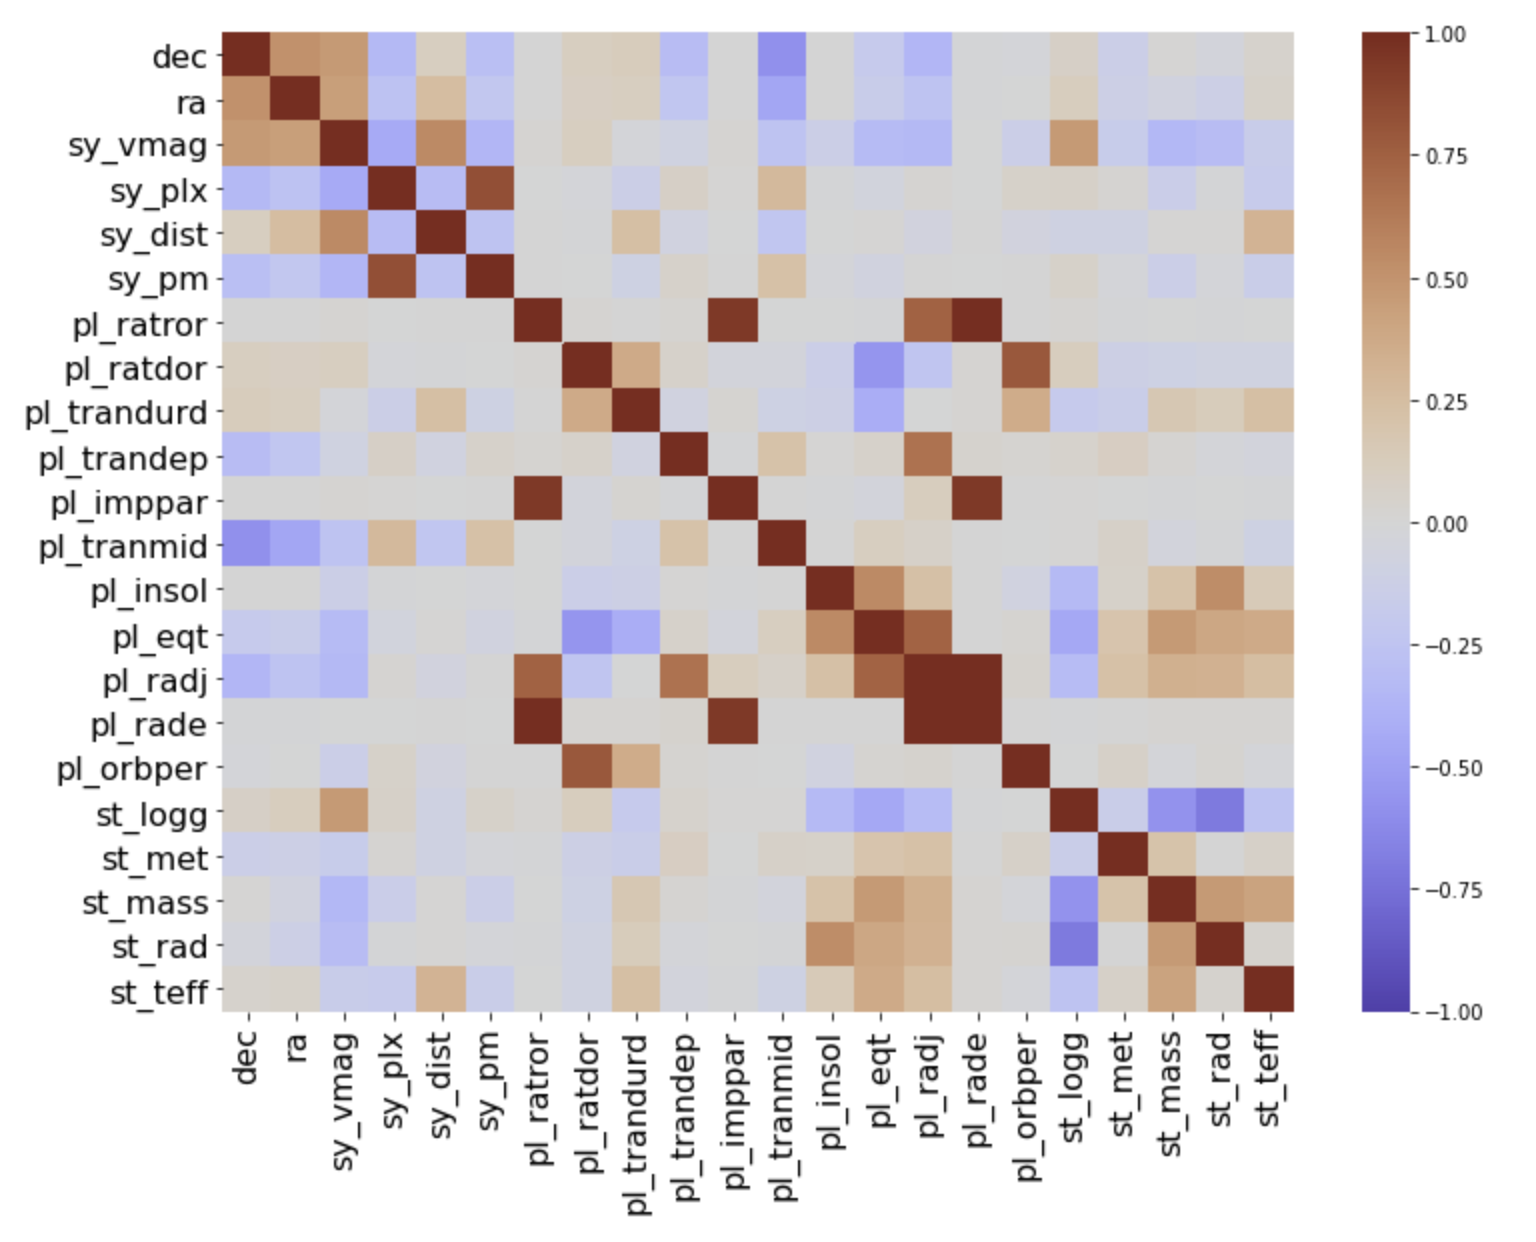 dec
ra
sy_vmag
sy_plx
sy_dist
sy_pm
pl_ratror
pl_ratdor
pl_trandurd
pl_trandep
pl_imppar
pl_tranmid
pl_insol
pl_eqt
pl_radj
pl_rade
pl_orbper
st_logg
st_met
st_mass
st_rad
st_teff
dec
ra
sy_vmag
sy_plx
sy_dist
sy_pm
pl_ratror
pl_ratdor
pl_trandurd
pl_trandep
pl_imppar
pl_tranmid
pl_insol
pl_eqt
pl_radj
pl_rade
pl_orbper
st_logg
st_met
st_mass
st_rad
st_teff
1.00
0.75
0.50
0.25
0.00
−0.25
−0.50
−0.75
−1.00